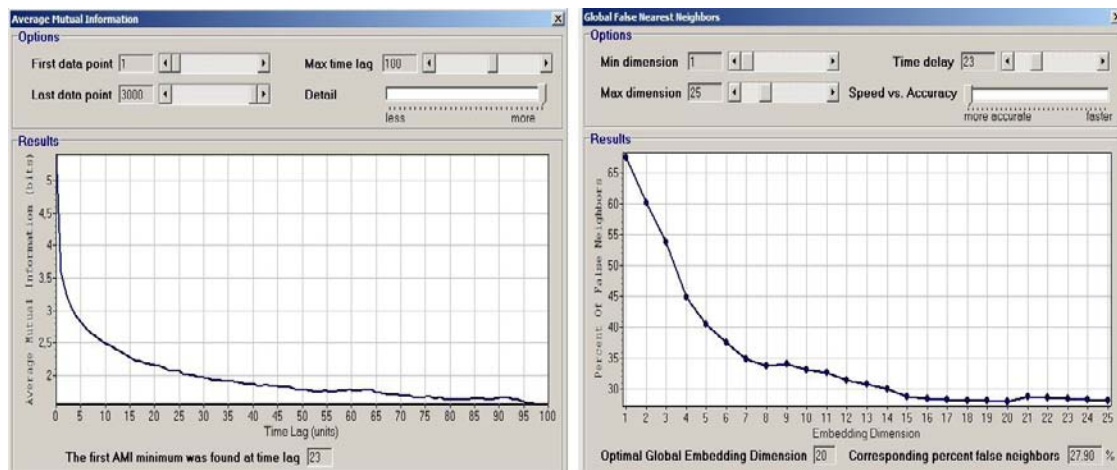 Average Mutual Information
Options
First data point 1
Max time lag 100
Last data point 3000
Detail
less more
Results
Average Mutual Information (bits)
5
4,5
4
3,5
3
2,5
2
0 5 10 15 20 25 30 35 40 45 50 55 60 65 70 75 80 85 90 95 100
Time Lag (units)
The first AMI minimum was found at time lag 23
Global False Nearest Neighbors
Options
Min dimension 1
Time delay 23
Max dimension 25
Speed vs. Accuracy
more accurate faster
Results
Percent Of False Neighbors
65
60
55
50
45
40
35
30
1 2 3 4 5 6 7 8 9 10 11 12 13 14 15 16 17 18 19 20 21 22 23 24 25
Embedding Dimension
Optimal Global Embedding Dimension 20
Corresponding percent false neighbors 27.90 %